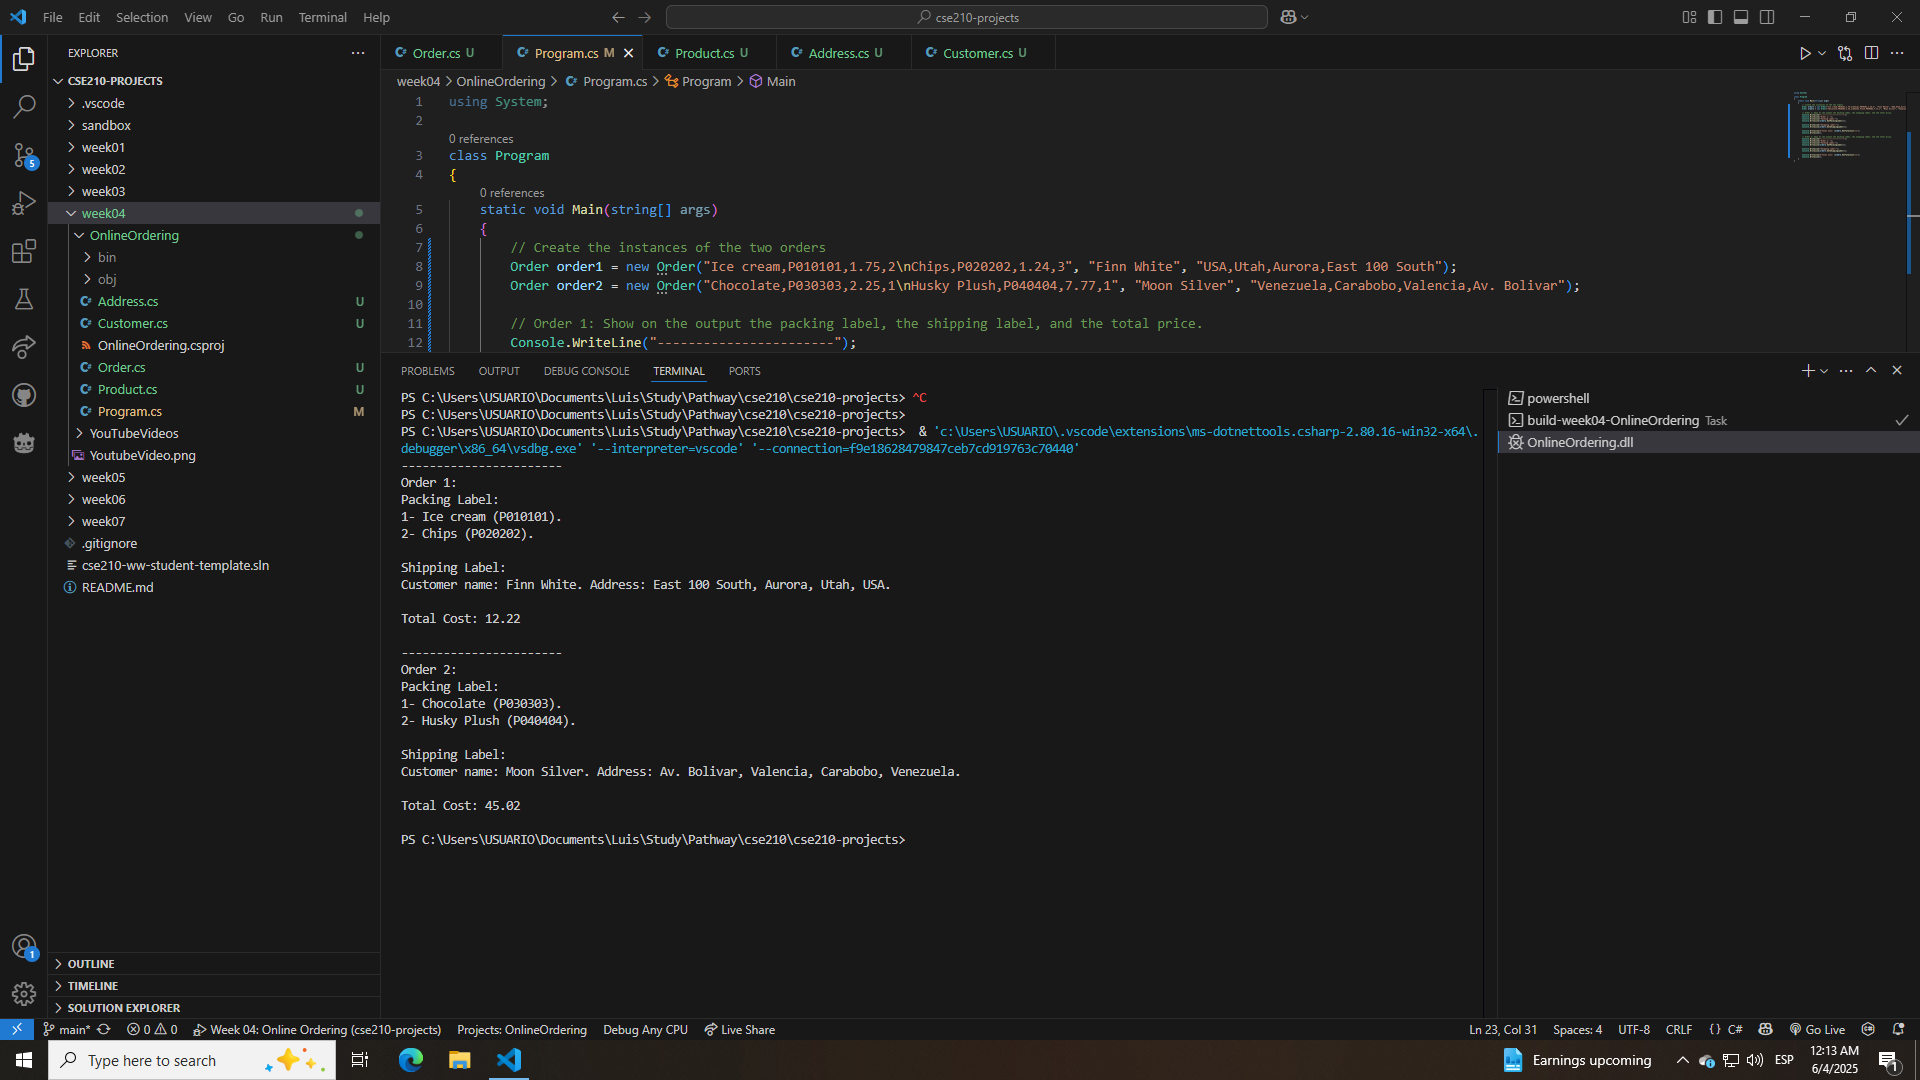 File Edit Selection View Go Run Terminal Help
cse210-projects
EXPLORER
CSE210-PROJECTS
.vscode
sandbox
week01
week02
week03
week04
OnlineOrdering
bin
obj
Address.cs U
Customer.cs U
OnlineOrdering.csproj
Order.cs U
Product.cs U
Program.cs M
YouTubeVideos
YoutubeVideo.png
week05
week06
week07
.gitignore
cse210-ww-student-template.sln
README.md
OUTLINE
TIMELINE
SOLUTION EXPLORER
5
1
Order.cs U Program.cs M Product.cs U Address.cs U Customer.cs U
week04 > OnlineOrdering > Program.cs > Program > Main
1 using System;
2
0 references
3 class Program
4 {
0 references
5 static void Main(string[] args)
6 {
7 // Create the instances of the two orders
8 Order order1 = new Order("Ice cream,P010101,1.75,2\nChips,P020202,1.24,3", "Finn White", "USA,Utah,Aurora,East 100 South");
9 Order order2 = new Order("Chocolate,P030303,2.25,1\nHusky Plush,P040404,7.77,1", "Moon Silver", "Venezuela,Carabobo,Valencia,Av. Bolivar");
10
11 // Order 1: Show on the output the packing label, the shipping label, and the total price.
12 Console.WriteLine("-----------------------");
PROBLEMS OUTPUT DEBUG CONSOLE TERMINAL PORTS
PS C:\Users\USUARIO\Documents\Luis\Study\Pathway\cse210\cse210-projects> ^C
PS C:\Users\USUARIO\Documents\Luis\Study\Pathway\cse210\cse210-projects>
PS C:\Users\USUARIO\Documents\Luis\Study\Pathway\cse210\cse210-projects> & 'c:\Users\USUARIO\.vscode\extensions\ms-dotnettools.csharp-2.80.16-win32-x64\.
debugger\x86_64\vsdbg.exe' '--interpreter=vscode' '--connection=f9e18628479847ceb7cd919763c70440'
-----------------------
Order 1:
Packing Label:
1- Ice cream (P010101).
2- Chips (P020202).
Shipping Label:
Customer name: Finn White. Address: East 100 South, Aurora, Utah, USA.
Total Cost: 12.22
-----------------------
Order 2:
Packing Label:
1- Chocolate (P030303).
2- Husky Plush (P040404).
Shipping Label:
Customer name: Moon Silver. Address: Av. Bolivar, Valencia, Carabobo, Venezuela.
Total Cost: 45.02
PS C:\Users\USUARIO\Documents\Luis\Study\Pathway\cse210\cse210-projects>
powershell
build-week04-OnlineOrdering Task
OnlineOrdering.dll
main* 0 0 Week 04: Online Ordering (cse210-projects) Projects: OnlineOrdering Debug Any CPU Live Share Ln 23, Col 31 Spaces: 4 UTF-8 CRLF {} C# Go Live
Type here to search
Earnings upcoming
ESP
12:13 AM
6/4/2025
1